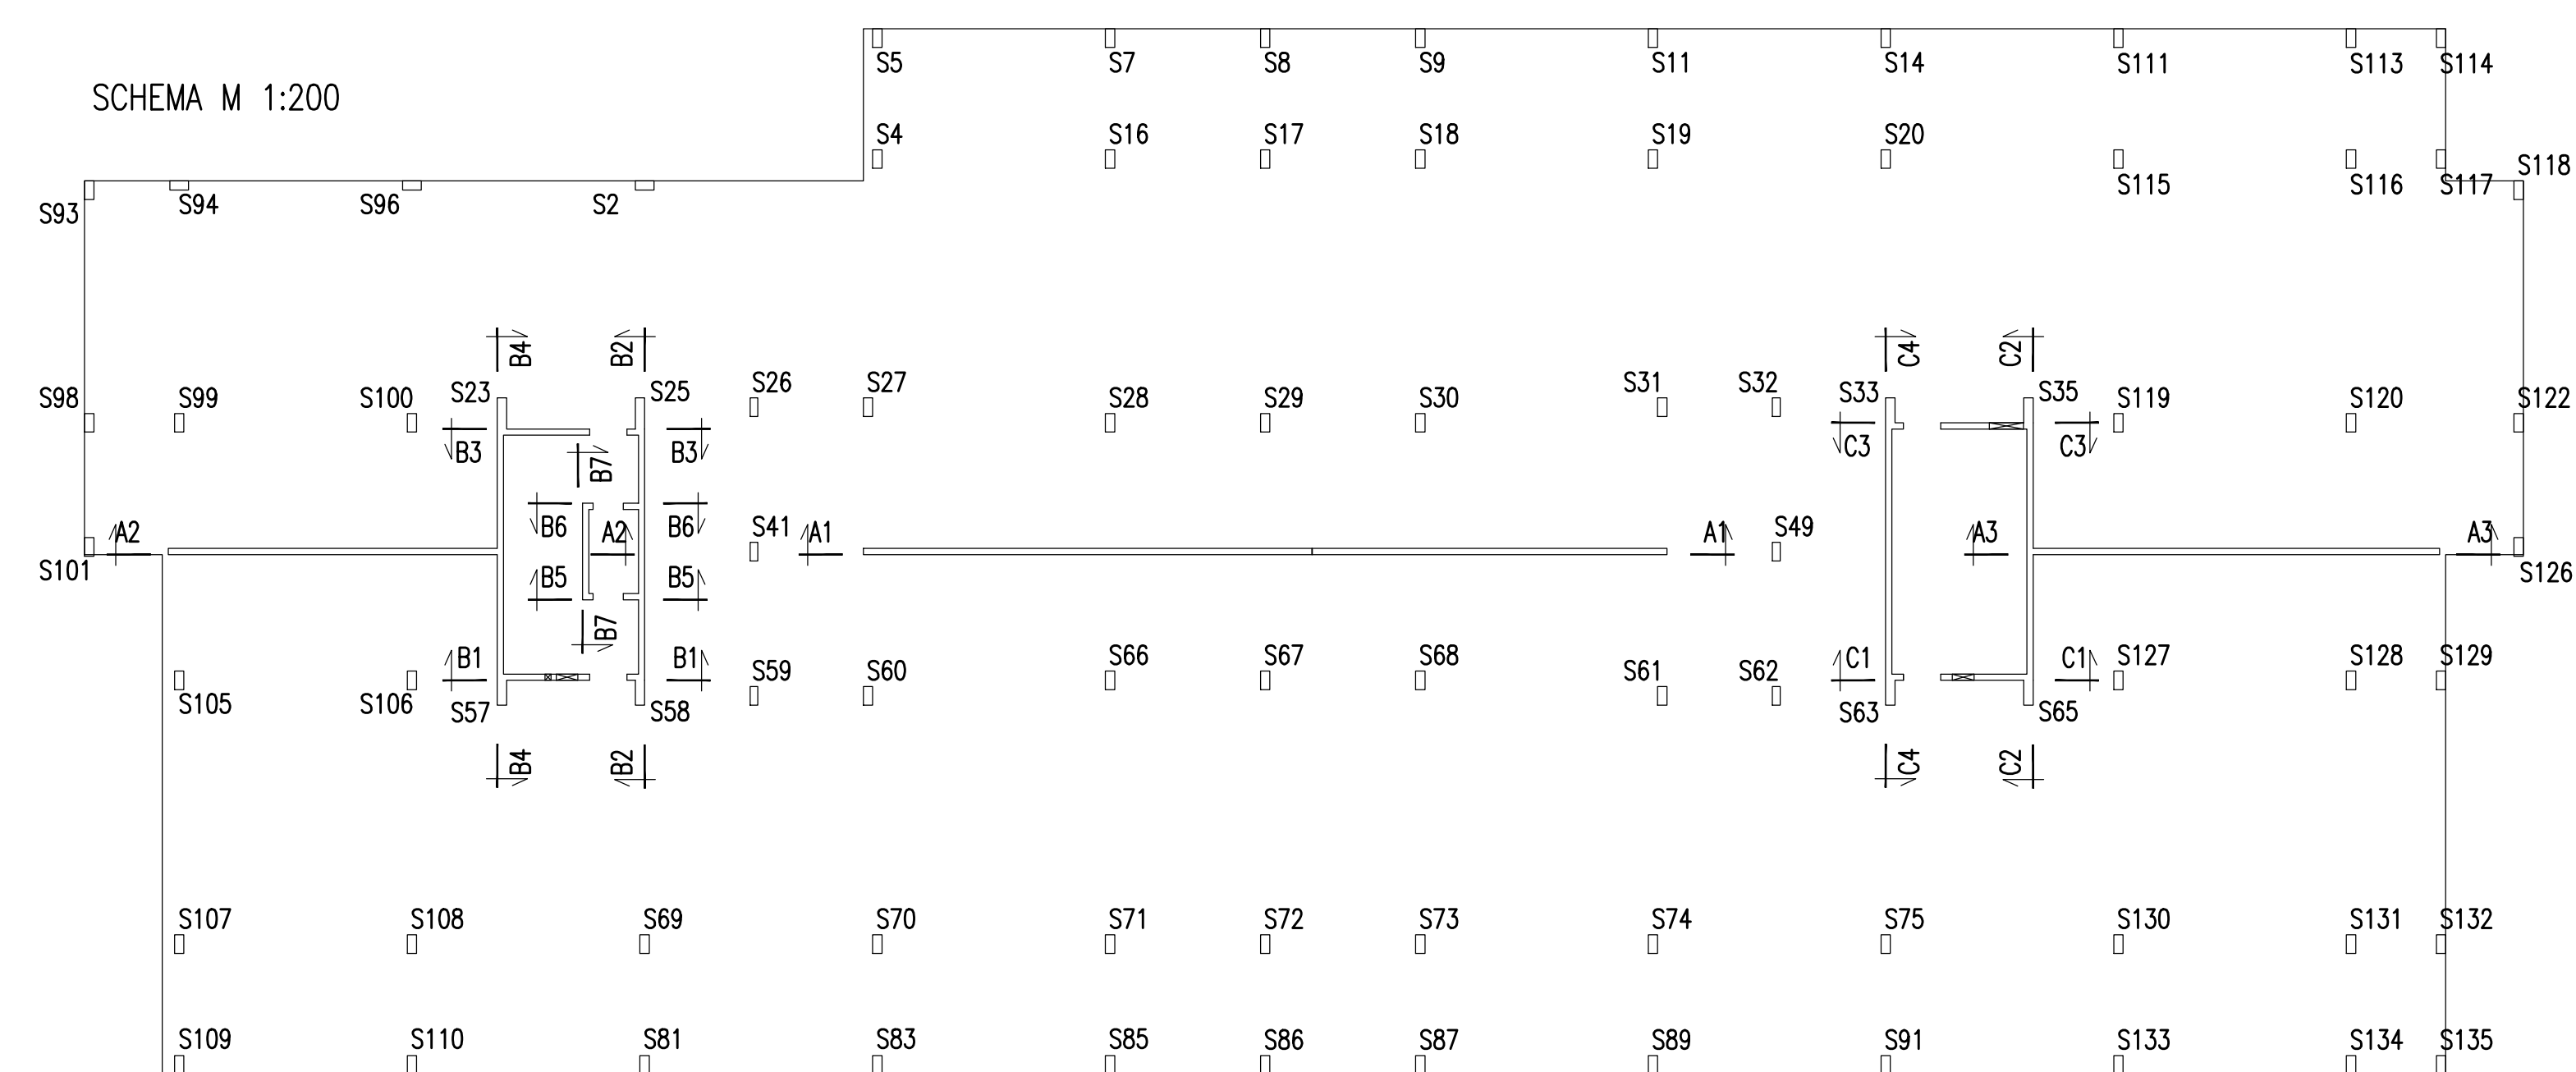 S5 S7 S8 S9 S11 S14 S111 S113 S114
SCHEMA M 1:200
S4 S16 S17 S18 S19 S20
S118
S93 S94 S96 S2 S115 S116 S117
B4 B2 C4 C2
S98 S99 S100 S23 S25 S26 S27 S28 S29 S30 S31 S32 S33 S35 S119 S120 S122
B3 B3 C3 C3
B7
A2 B6 A2 B6 S41 A1 A1 S49 A3 A3
S101 B5 B5 S126
B7
B1 B1 S59 S60 S66 S67 S68 S61 S62 C1 C1 S127 S128 S129
S105 S106 S57 S58 S63 S65
B4 B2 C4 C2
S107 S108 S69 S70 S71 S72 S73 S74 S75 S130 S131 S132
S109 S110 S81 S83 S85 S86 S87 S89 S91 S133 S134 S135